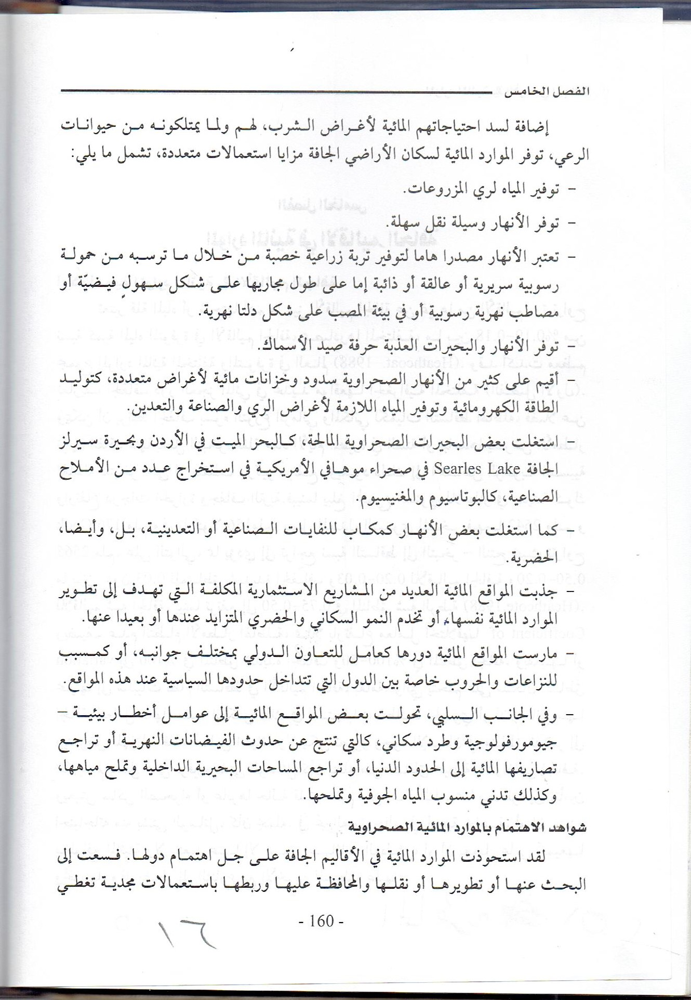 الفصل الخامس
إضافة لسد احتياجاتهم المائية لأغراض الشرب، لهم ولما يمتلكونه من حيوانات
الرعي، توفر الموارد المائية لسكان الأراضي الجافة مزايا استعمالات متعددة، تشمل ما يلي:
- توفير المياه لري المزروعات.
- توفر الأنهار وسيلة نقل سهلة.
- تعتبر الأنهار مصدرا هاما لتوفير تربة زراعية خصبة من خلال ما ترسبه من حمولة
رسوبية سريرية أو عالقة أو ذائبة إما على طول مجاريها على شكل سهولٍ فيضيّة أو
مصاطب نهرية رسوبية أو في بيئة المصب على شكل دلتا نهرية.
- توفر الأنهار والبحيرات العذبة حرفة صيد الأسماك.
- أقيم على كثير من الأنهار الصحراوية سدود وخزانات مائية لأغراض متعددة، كتوليد
الطاقة الكهرومائية وتوفير المياه اللازمة لأغراض الري والصناعة والتعدين.
- استغلت بعض البحيرات الصحراوية المالحة، كالبحر الميت في الأردن وبحيرة سيرلز
الجافة Searles Lake في صحراء موهافي الأمريكية في استخراج عدد من الأملاح
الصناعية، كالبوتاسيوم والمغنيسيوم.
- كما استغلت بعض الأنهار كمكاب للنفايات الصناعية أو التعدينية، بل، وأيضا،
الحضرية.
- جذبت المواقع المائية العديد من المشاريع الاستثمارية المكلفة التي تهدف إلى تطوير
الموارد المائية نفسها، أو تخدم النمو السكاني والحضري المتزايد عندها أو بعيدا عنها.
- مارست المواقع المائية دورها كعامل للتعاون الدولي بمختلف جوانبه، أو كمسبب
للنزاعات والحروب خاصة بين الدول التي تتداخل حدودها السياسية عند هذه المواقع.
- وفي الجانب السلبي، تحولت بعض المواقع المائية إلى عوامل أخطار بيئية –
جيومورفولوجية وطرد سكاني، كالتي تنتج عن حدوث الفيضانات النهرية أو تراجع
تصاريفها المائية إلى الحدود الدنيا، أو تراجع المساحات البحيرية الداخلية وتملح مياهها،
وكذلك تدني منسوب المياه الجوفية وتملحها.
شواهد الاهتمام بالموارد المائية الصحراوية
لقد استحوذت الموارد المائية في الأقاليم الجافة على جل اهتمام دولها. فسعت إلى
البحث عنها أو تطويرها أو نقلها والمحافظة عليها وربطها باستعمالات مجدية تغطي
- 160 -
١٦